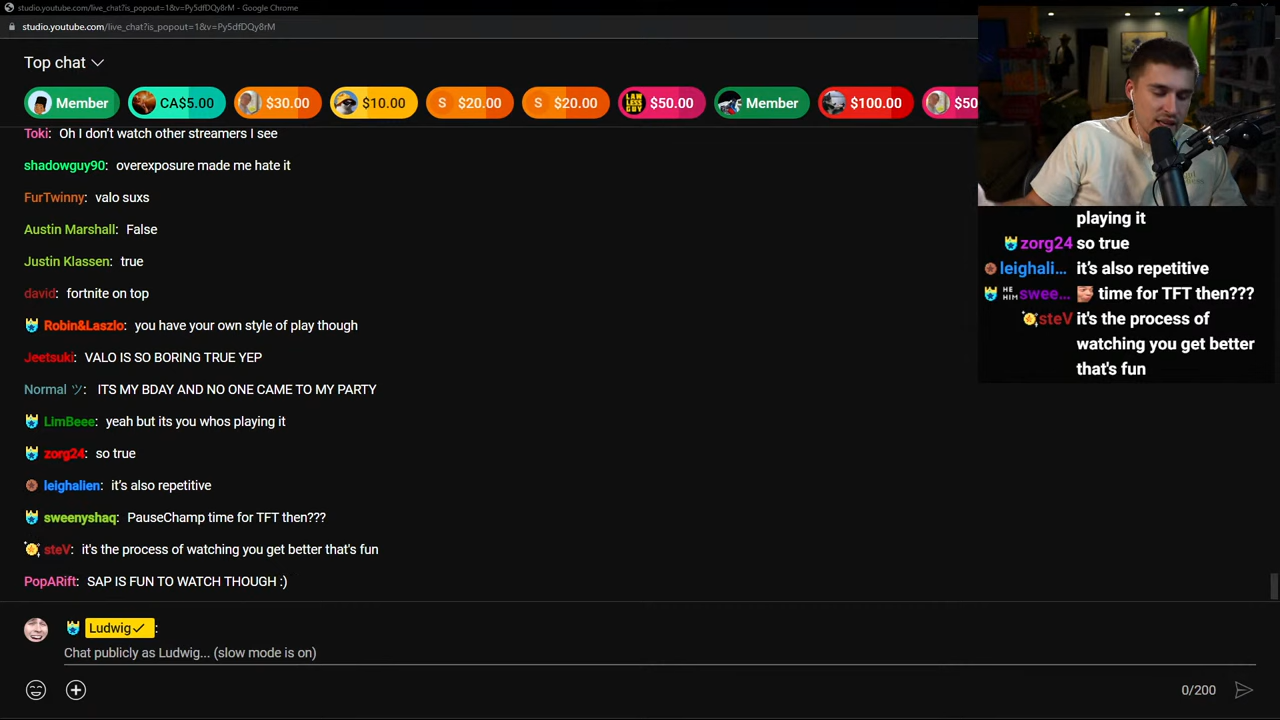 studio.youtube.com/live_chat?is_popout=1&v=Py5dfDQy8rM - Google Chrome
studio.youtube.com/live_chat?is_popout=1&v=Py5dfDQy8rM
Top chat
Member CA$5.00 $30.00 $10.00 S $20.00 S $20.00 LAWLESS GUY $50.00 Member $100.00 $50
Toki: Oh I don't watch other streamers I see
shadowguy90: overexposure made me hate it
FurTwinny: valo suxs
Austin Marshall: False
Justin Klassen: true
david: fortnite on top
Robin&Laszlo: you have your own style of play though
Jeetsuki: VALO IS SO BORING TRUE YEP
Normal ツ: ITS MY BDAY AND NO ONE CAME TO MY PARTY
LimBeee: yeah but its you whos playing it
zorg24: so true
leighalien: it's also repetitive
sweenyshaq: PauseChamp time for TFT then???
steV: it's the process of watching you get better that's fun
PopARift: SAP IS FUN TO WATCH THOUGH :)
Ludwig:
Chat publicly as Ludwig... (slow mode is on)
0/200
playing it
zorg24 so true
leighali... it's also repetitive
HE HIM swee... time for TFT then???
steV it's the process of
watching you get better
that's fun